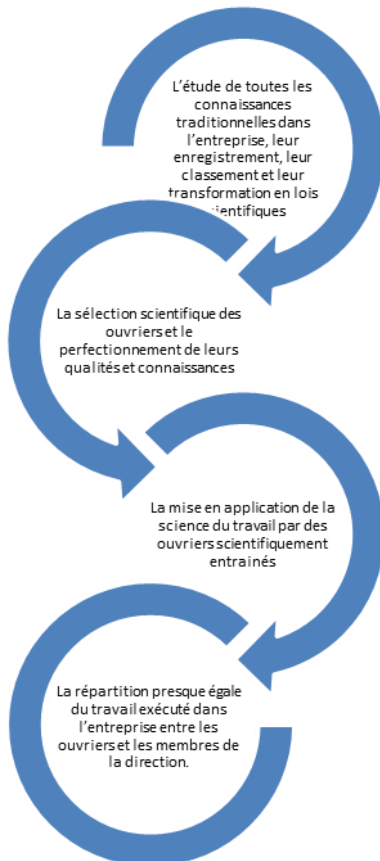 L’étude de toutes les
connaissances
traditionnelles dans
l’entreprise, leur
enregistrement, leur
classement et leur
transformation en lois
scientifiques
La sélection scientifique des
ouvriers et le
perfectionnement de leurs
qualités et connaissances
La mise en application de la
science du travail par des
ouvriers scientifiquement
entrainés
La répartition presque égale
du travail exécuté dans
l’entreprise entre les
ouvriers et les membres de
la direction.